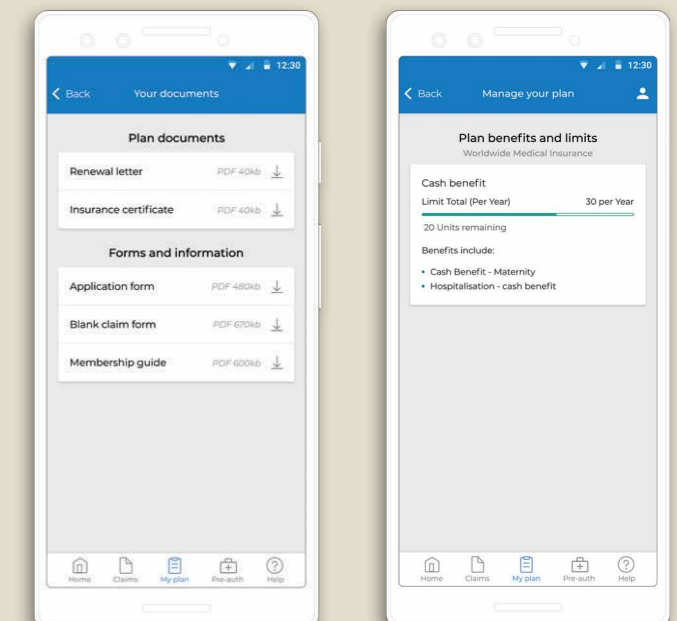 12:30
Back Your documents
Plan documents
Renewal letter PDF 40kb
Insurance certificate PDF 40kb
Forms and information
Application form PDF 480kb
Blank claim form PDF 670kb
Membership guide PDF 600kb
Home Claims My plan Pre-auth Help
12:30
Back Manage your plan
Plan benefits and limits
Worldwide Medical Insurance
Cash benefit
Limit Total (Per Year) 30 per Year
20 Units remaining
Benefits include:
• Cash Benefit - Maternity
• Hospitalisation - cash benefit
Home Claims My plan Pre-auth Help